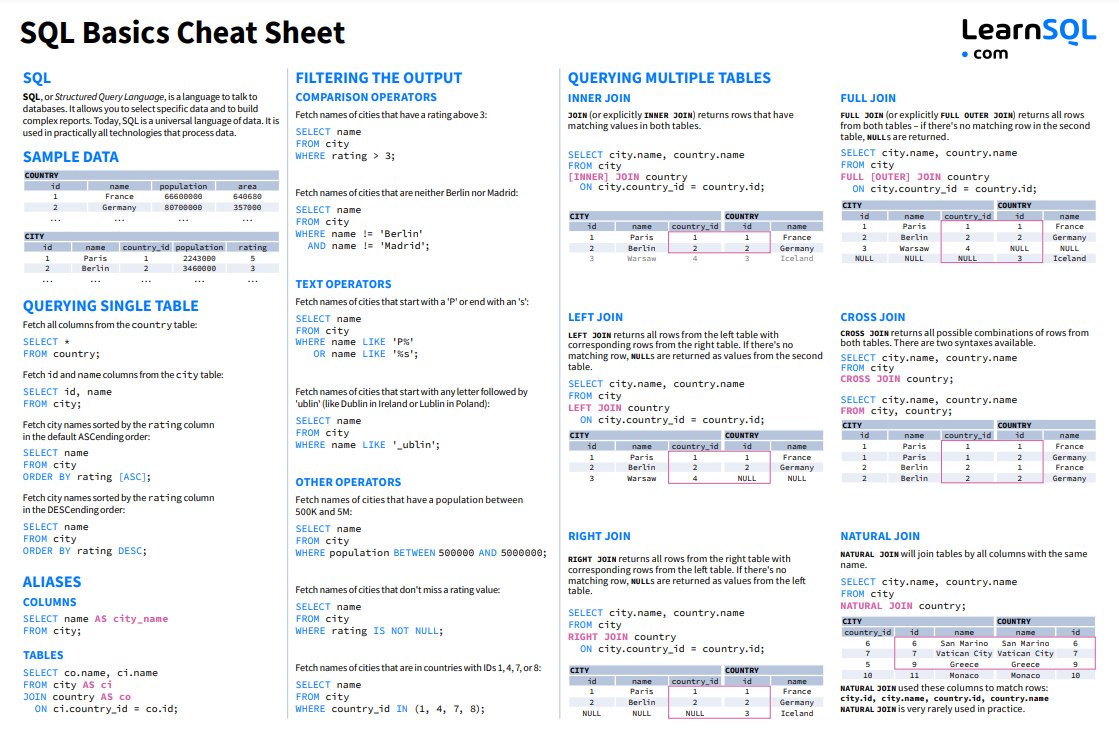 SQL Basics Cheat Sheet
LearnSQL
• com
SQL
SQL, or Structured Query Language, is a language to talk to
databases. It allows you to select specific data and to build
complex reports. Today, SQL is a universal language of data. It is
used in practically all technologies that process data.
SAMPLE DATA
COUNTRY
id name population area
1 France 66600000 640680
2 Germany 80700000 357000
... ... ... ...
CITY
id name country_id population rating
1 Paris 1 2243000 5
2 Berlin 2 3460000 3
... ... ... ... ...
QUERYING SINGLE TABLE
Fetch all columns from the country table:
SELECT *
FROM country;
Fetch id and name columns from the city table:
SELECT id, name
FROM city;
Fetch city names sorted by the rating column
in the default ASCending order:
SELECT name
FROM city
ORDER BY rating [ASC];
Fetch city names sorted by the rating column
in the DESCending order:
SELECT name
FROM city
ORDER BY rating DESC;
ALIASES
COLUMNS
SELECT name AS city_name
FROM city;
TABLES
SELECT co.name, ci.name
FROM city AS ci
JOIN country AS co
ON ci.country_id = co.id;
FILTERING THE OUTPUT
COMPARISON OPERATORS
Fetch names of cities that have a rating above 3:
SELECT name
FROM city
WHERE rating > 3;
Fetch names of cities that are neither Berlin nor Madrid:
SELECT name
FROM city
WHERE name != 'Berlin'
AND name != 'Madrid';
TEXT OPERATORS
Fetch names of cities that start with a 'P' or end with an 's':
SELECT name
FROM city
WHERE name LIKE 'P%'
OR name LIKE '%s';
Fetch names of cities that start with any letter followed by
'ublin' (like Dublin in Ireland or Lublin in Poland):
SELECT name
FROM city
WHERE name LIKE '_ublin';
OTHER OPERATORS
Fetch names of cities that have a population between
500K and 5M:
SELECT name
FROM city
WHERE population BETWEEN 500000 AND 5000000;
Fetch names of cities that don't miss a rating value:
SELECT name
FROM city
WHERE rating IS NOT NULL;
Fetch names of cities that are in countries with IDs 1, 4, 7, or 8:
SELECT name
FROM city
WHERE country_id IN (1, 4, 7, 8);
QUERYING MULTIPLE TABLES
INNER JOIN
JOIN (or explicitly INNER JOIN) returns rows that have
matching values in both tables.
SELECT city.name, country.name
FROM city
[INNER] JOIN country
ON city.country_id = country.id;
CITY COUNTRY
id name country_id id name
1 Paris 1 1 France
2 Berlin 2 2 Germany
3 Warsaw 4 3 Iceland
LEFT JOIN
LEFT JOIN returns all rows from the left table with
corresponding rows from the right table. If there's no
matching row, NULLs are returned as values from the second
table.
SELECT city.name, country.name
FROM city
LEFT JOIN country
ON city.country_id = country.id;
CITY COUNTRY
id name country_id id name
1 Paris 1 1 France
2 Berlin 2 2 Germany
3 Warsaw 4 NULL NULL
RIGHT JOIN
RIGHT JOIN returns all rows from the right table with
corresponding rows from the left table. If there's no
matching row, NULLs are returned as values from the left
table.
SELECT city.name, country.name
FROM city
RIGHT JOIN country
ON city.country_id = country.id;
CITY COUNTRY
id name country_id id name
1 Paris 1 1 France
2 Berlin 2 2 Germany
NULL NULL NULL 3 Iceland
FULL JOIN
FULL JOIN (or explicitly FULL OUTER JOIN) returns all rows
from both tables – if there's no matching row in the second
table, NULLs are returned.
SELECT city.name, country.name
FROM city
FULL [OUTER] JOIN country
ON city.country_id = country.id;
CITY COUNTRY
id name country_id id name
1 Paris 1 1 France
2 Berlin 2 2 Germany
3 Warsaw 4 NULL NULL
NULL NULL NULL 3 Iceland
CROSS JOIN
CROSS JOIN returns all possible combinations of rows from
both tables. There are two syntaxes available.
SELECT city.name, country.name
FROM city
CROSS JOIN country;
SELECT city.name, country.name
FROM city, country;
CITY COUNTRY
id name country_id id name
1 Paris 1 1 France
1 Paris 1 2 Germany
2 Berlin 2 1 France
2 Berlin 2 2 Germany
NATURAL JOIN
NATURAL JOIN will join tables by all columns with the same
name.
SELECT city.name, country.name
FROM city
NATURAL JOIN country;
CITY COUNTRY
country_id id name name id
6 6 San Marino San Marino 6
7 7 Vatican City Vatican City 7
5 9 Greece Greece 9
10 11 Monaco Monaco 10
NATURAL JOIN used these columns to match rows:
city.id, city.name, country.id, country.name
NATURAL JOIN is very rarely used in practice.